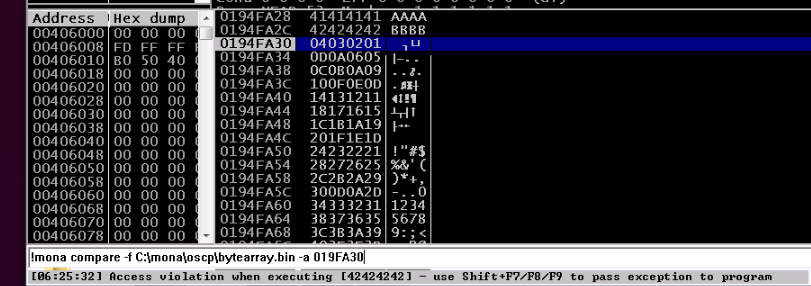 Address Hex dump
00406000 00 00 00
00406008 FD FF FF
00406010 B0 50 40
00406018 00 00 00
00406020 00 00 00
00406028 00 00 00
00406030 00 00 00
00406038 00 00 00
00406040 00 00 00
00406048 00 00 00
00406050 00 00 00
00406058 00 00 00
00406060 00 00 00
00406068 00 00 00
00406070 00 00 00
00406078 00 00 00
0194FA28 41414141 AAAA
0194FA2C 42424242 BBBB
0194FA30 04030201
0194FA34 0D0A0605
0194FA38 0C0B0A09
0194FA3C 100F0E0D
0194FA40 14131211
0194FA44 18171615
0194FA48 1C1B1A19
0194FA4C 201F1E1D
0194FA50 24232221 !"#$
0194FA54 28272625 %&'(
0194FA58 2C2B2A29 )*+,
0194FA5C 300D0A2D -..0
0194FA60 34333231 1234
0194FA64 38373635 5678
0194FA68 3C3B3A39 9:;<
!mona compare -f C:\mona\oscp\bytearray.bin -a 019FA30
[06:25:32] Access violation when executing [42424242] - use Shift+F7/F8/F9 to pass exception to program